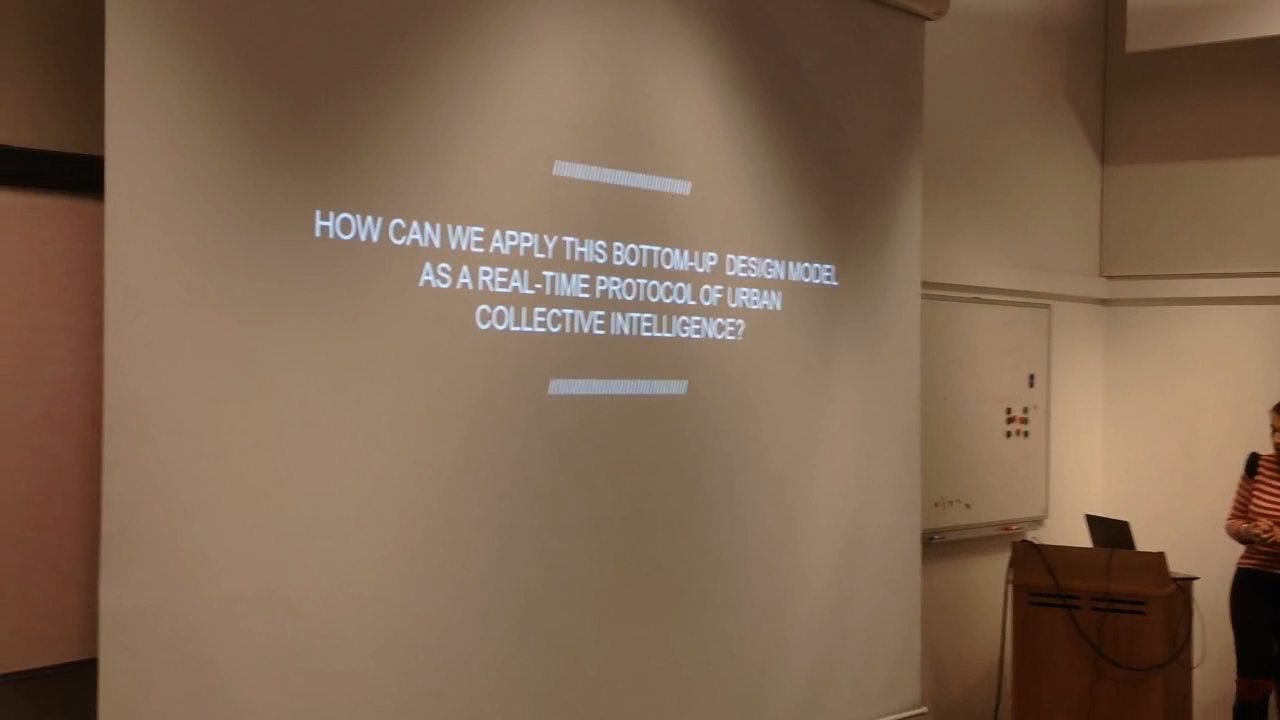 HOW CAN WE APPLY THIS BOTTOM-UP DESIGN MODEL
AS A REAL-TIME PROTOCOL OF URBAN
COLLECTIVE INTELLIGENCE?